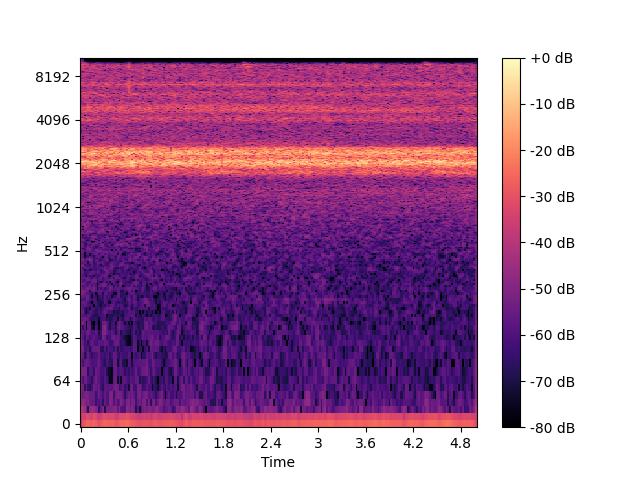 +0 dB
8192
-10 dB
4096
-20 dB
2048
-30 dB
1024
-40 dB
Hz
512
-50 dB
256
-60 dB
128
64
-70 dB
0
-80 dB
0 0.6 1.2 1.8 2.4 3 3.6 4.2 4.8
Time